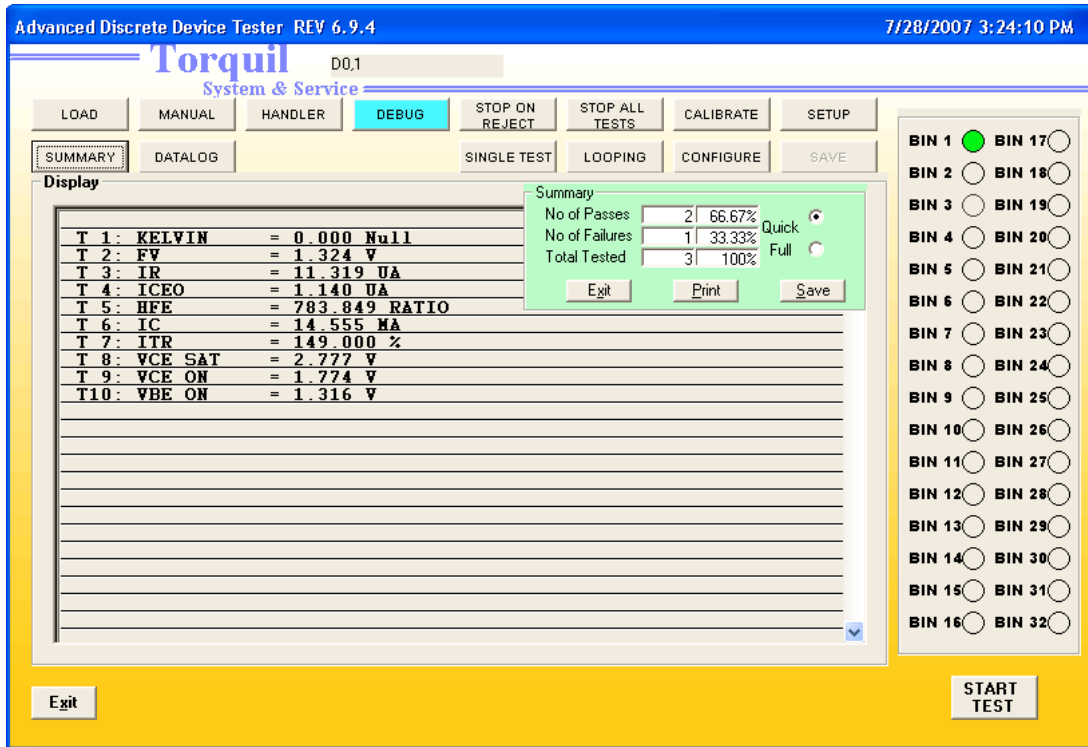 Advanced Discrete Device Tester REV 6.9.4 7/28/2007 3:24:10 PM
Torquil
System & Service
D0,1
LOAD MANUAL HANDLER DEBUG STOP ON REJECT STOP ALL TESTS CALIBRATE SETUP
SUMMARY DATALOG SINGLE TEST LOOPING CONFIGURE SAVE
Display
T 1: KELVIN = 0.000 Null
T 2: FV = 1.324 V
T 3: IR = 11.319 UA
T 4: ICEO = 1.140 UA
T 5: HFE = 783.849 RATIO
T 6: IC = 14.555 MA
T 7: ITR = 149.000 %
T 8: VCE SAT = 2.777 V
T 9: VCE ON = 1.774 V
T10: VBE ON = 1.316 V
Summary
No of Passes 2 66.67%
No of Failures 1 33.33%
Total Tested 3 100%
Quick
Full
Exit Print Save
BIN 1 BIN 17
BIN 2 BIN 18
BIN 3 BIN 19
BIN 4 BIN 20
BIN 5 BIN 21
BIN 6 BIN 22
BIN 7 BIN 23
BIN 8 BIN 24
BIN 9 BIN 25
BIN 10 BIN 26
BIN 11 BIN 27
BIN 12 BIN 28
BIN 13 BIN 29
BIN 14 BIN 30
BIN 15 BIN 31
BIN 16 BIN 32
Exit
START
TEST